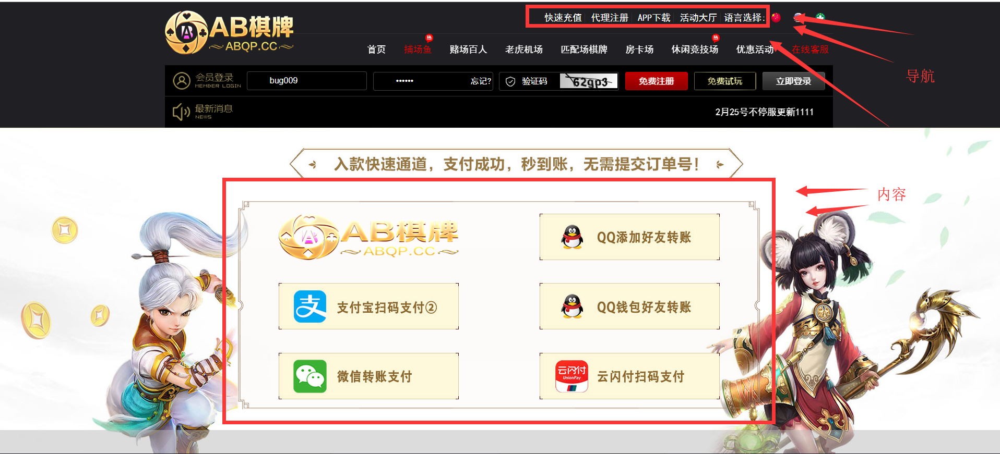 快速充值 代理注册 APP下载 活动大厅 语言选择:
AB棋牌
ABQP.CC
热 热
首页 捕场鱼 赌场百人 老虎机场 匹配场棋牌 房卡场 休闲竞技场 优惠活动 在线客服
导航
会员登录
MEMBER LOGIN
bug009 •••••• 忘记? 验证码 62qp3 免费注册 免费试玩 立即登录
最新消息
NEWS
2月25号不停服更新1111
入款快速通道，支付成功，秒到账，无需提交订单号！
内容
AB棋牌
ABQP.CC
QQ添加好友转账
支付宝扫码支付②
QQ钱包好友转账
微信转账支付
云闪付
UnionPay
云闪付扫码支付